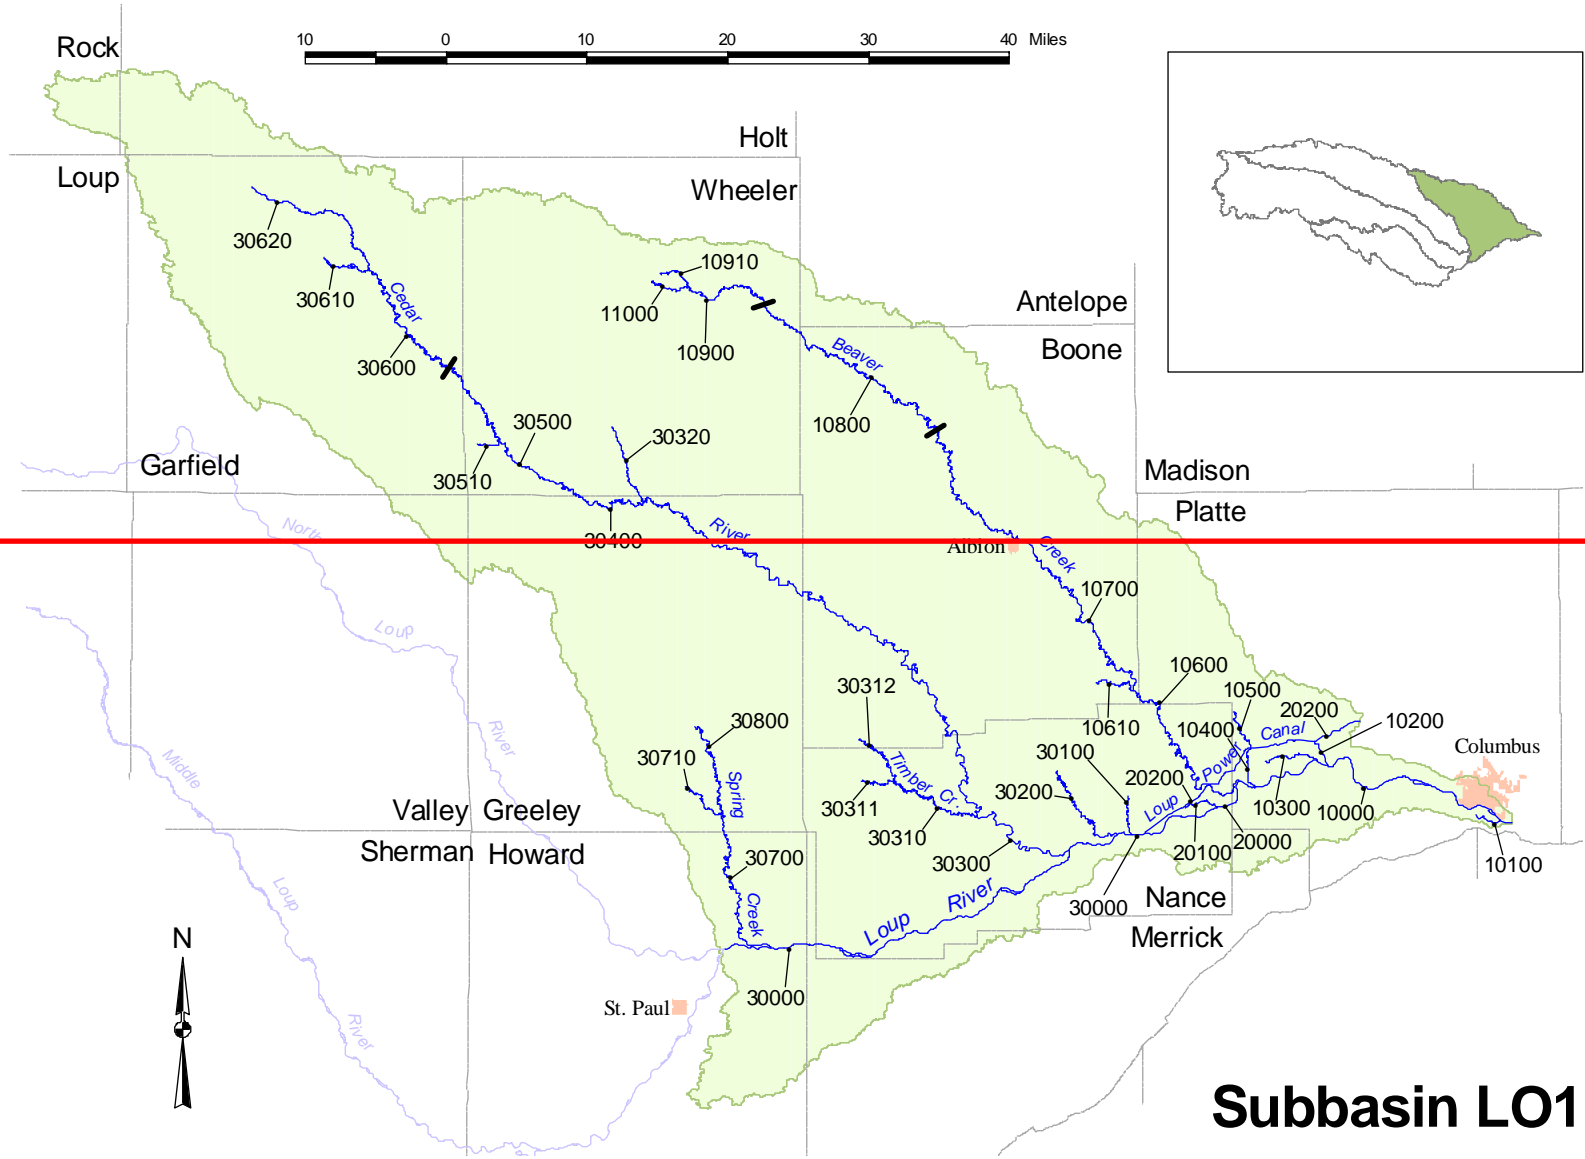 10 0 10 20 30 40 Miles
Rock
Holt
Loup
Wheeler
30620
10910
30610
Cedar
11000
Antelope
10900
Boone
30600
Beaver
10800
30500
30320
Garfield
30510
Madison
Platte
North
River
30400
Albion
Creek
10700
Loup
10600
30312
10500
30800
10610
20200
10200
River
30710
30100
10400
Canal
Columbus
Middle
Timber Cr.
Power
Spring
30200
20200
Loup
30311
10300
10000
Valley
Greeley
30310
20100
20000
Sherman
Howard
30300
10100
30700
Loup
Creek
Loup River
30000
Nance
Merrick
N
30000
St. Paul
River
Subbasin LO1